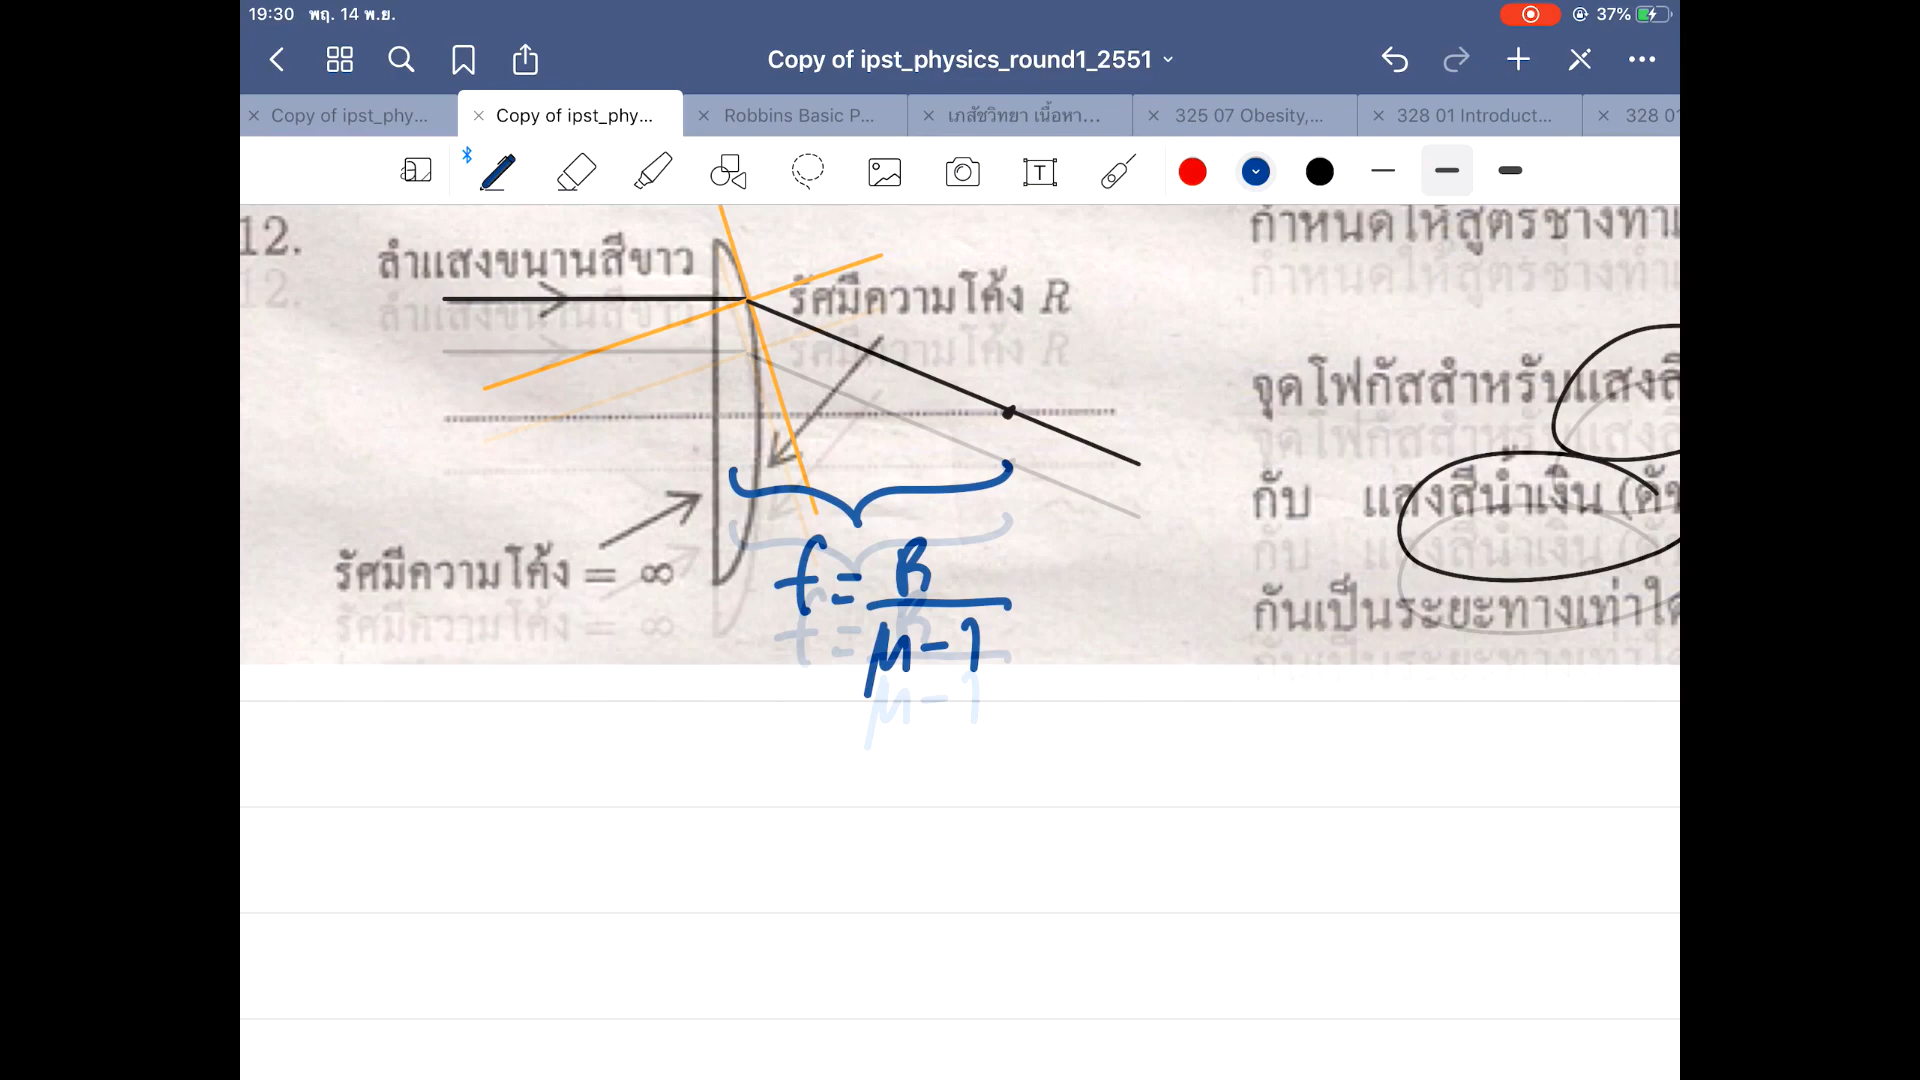 19:30 พฤ. 14 พ.ย.
37%
Copy of ipst_physics_round1_2551
Copy of ipst_phy...
Copy of ipst_phy...
Robbins Basic P...
เภสัชวิทยา เนื้อหา...
325 07 Obesity,...
328 01 Introduct...
328 01
12.
ลำแสงขนานสีขาว
รัศมีความโค้ง R
รัศมีความโค้ง = ∞
f = R
μ - 1
กำหนดให้สูตรช่างทำ
จุดโฟกัสสำหรับแสงสี
กับ แสงสีน้ำเงิน (ดัช
กันเป็นระยะทางเท่าใด